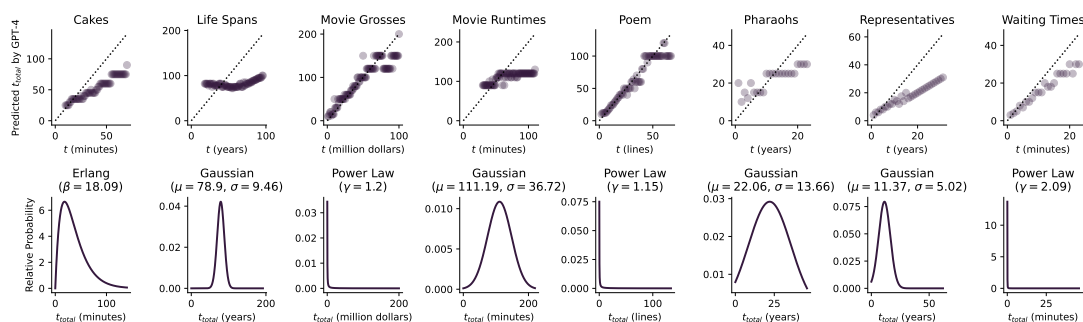 Cakes
Life Spans
Movie Grosses
Movie Runtimes
Poem
Pharaohs
Representatives
Waiting Times
Predicted t_total by GPT-4
0 50 100
0 50
t (minutes)
0 100 200
0 100
t (years)
0 50 100 150 200
0 100
t (million dollars)
0 100 200
0 100
t (minutes)
0 50 100
0 50
t (lines)
0 20 40
0 20
t (years)
0 20 40 60
0 20
t (years)
0 20 40
0 20
t (minutes)
Erlang
(β = 18.09)
Gaussian
(μ = 78.9, σ = 9.46)
Power Law
(γ = 1.2)
Gaussian
(μ = 111.19, σ = 36.72)
Power Law
(γ = 1.15)
Gaussian
(μ = 22.06, σ = 13.66)
Gaussian
(μ = 11.37, σ = 5.02)
Power Law
(γ = 2.09)
Relative Probability
0 2 4 6
0 100
t_total (minutes)
0.00 0.02 0.04
0 100 200
t_total (years)
0.00 0.01 0.02 0.03
0 200
t_total (million dollars)
0.000 0.005 0.010
0 200
t_total (minutes)
0.000 0.025 0.050 0.075
0 100
t_total (lines)
0.01 0.02 0.03
0 25
t_total (years)
0.000 0.025 0.050 0.075
0 50
t_total (years)
0 5 10
0 25
t_total (minutes)